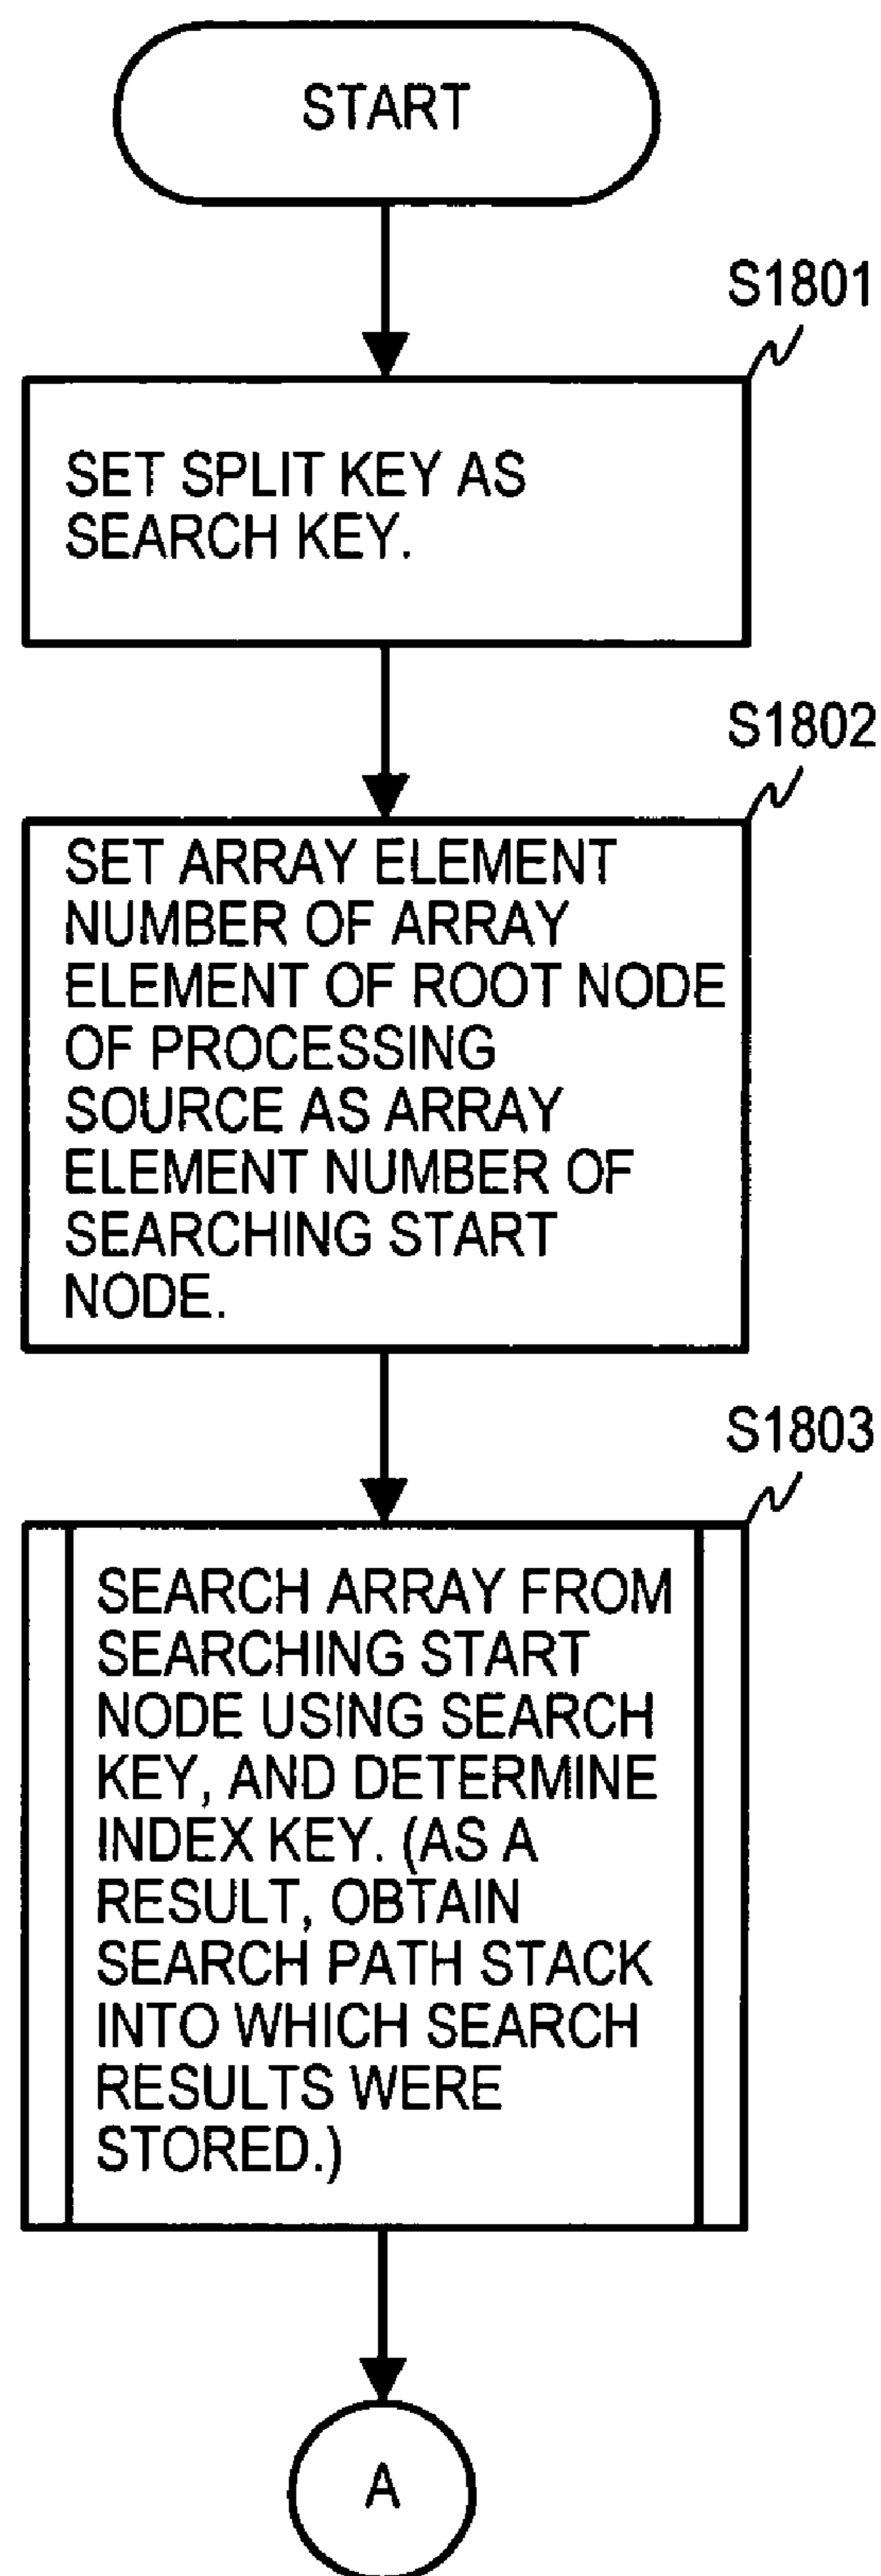 START
S1801
SET SPLIT KEY AS
SEARCH KEY.
S1802
SET ARRAY ELEMENT
NUMBER OF ARRAY
ELEMENT OF ROOT NODE
OF PROCESSING
SOURCE AS ARRAY
ELEMENT NUMBER OF
SEARCHING START
NODE.
S1803
SEARCH ARRAY FROM
SEARCHING START
NODE USING SEARCH
KEY, AND DETERMINE
INDEX KEY. (AS A
RESULT, OBTAIN
SEARCH PATH STACK
INTO WHICH SEARCH
RESULTS WERE
STORED.)
A